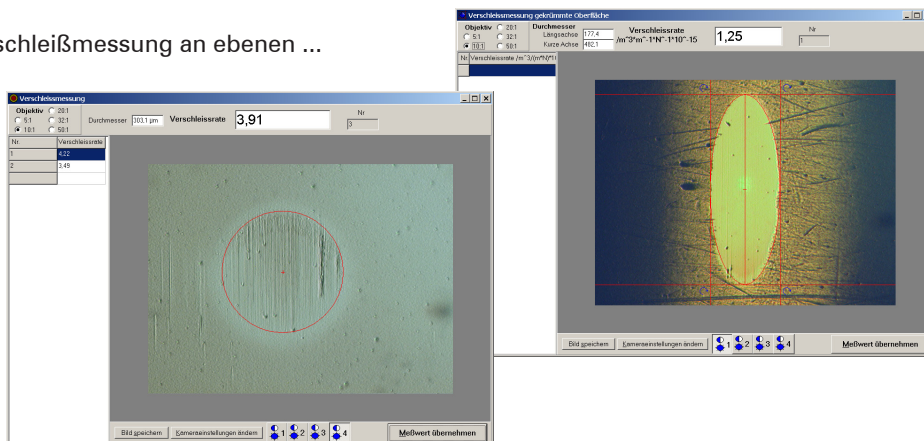 schleißmessung an ebenen ...
Verschleissmessung gekrümmte Oberfläche
Objektiv
20:1
5:1
32:1
10:1
50:1
Durchmesser
Längsachse
177,4
Kurze Achse
482,1
Verschleissrate
/m^3*m^-1*N^-1*10^-15
1,25
Nr
1
Nr.
Verschleissrate /m^3/(m*N)*1
Bild speichern
Kameraeinstellungen ändern
1
2
3
4
Meßwert übernehmen
Verschleissmessung
Objektiv
20:1
5:1
32:1
10:1
50:1
Durchmesser
303,1 µm
Verschleissrate
3,91
Nr
3
Nr.
Verschleissrate
1
4,22
2
3,49
Bild speichern
Kameraeinstellungen ändern
1
2
3
4
Meßwert übernehmen